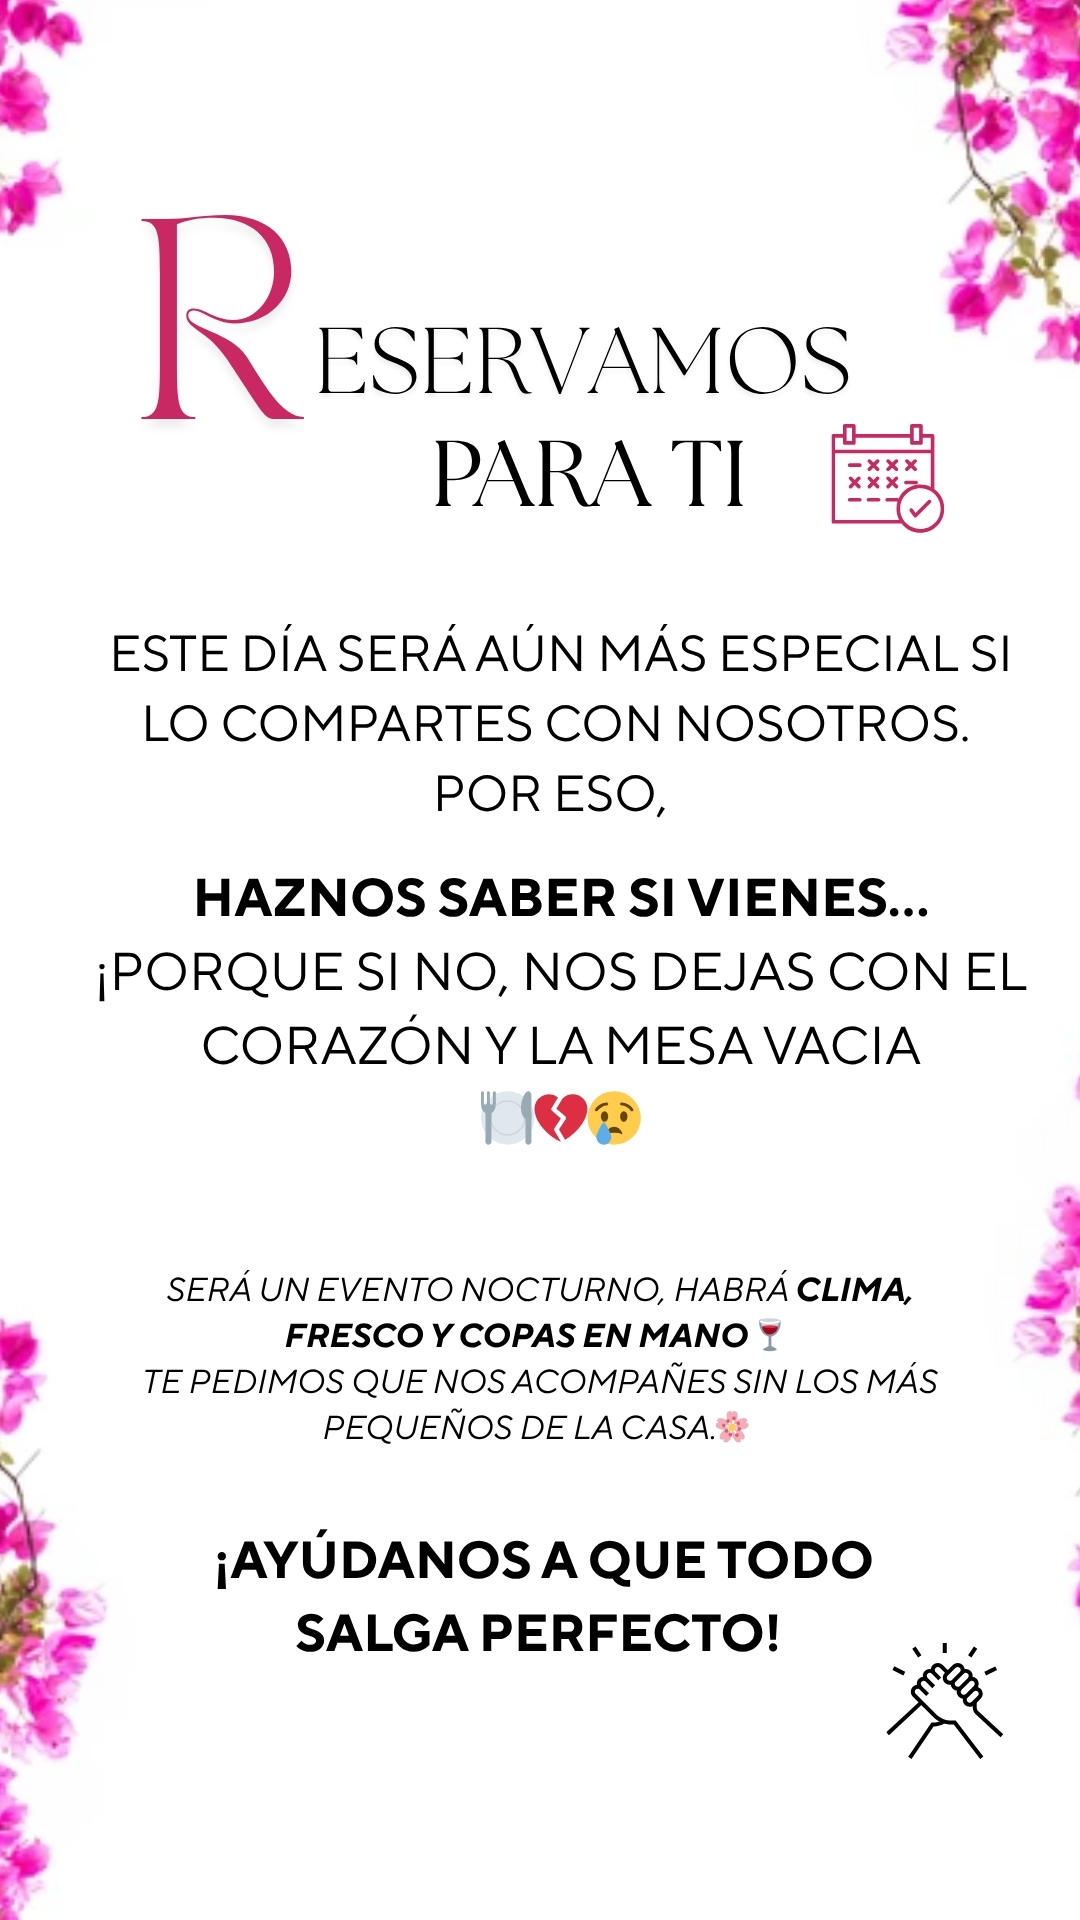 RESERVAMOS
PARA TI
ESTE DÍA SERÁ AÚN MÁS ESPECIAL SI
LO COMPARTES CON NOSOTROS.
POR ESO,
HAZNOS SABER SI VIENES...
¡PORQUE SI NO, NOS DEJAS CON EL
CORAZÓN Y LA MESA VACIA
🍽️💔😢
SERÁ UN EVENTO NOCTURNO, HABRÁ CLIMA,
FRESCO Y COPAS EN MANO🍷
TE PEDIMOS QUE NOS ACOMPAÑES SIN LOS MÁS
PEQUEÑOS DE LA CASA.🌸
¡AYÚDANOS A QUE TODO
SALGA PERFECTO!